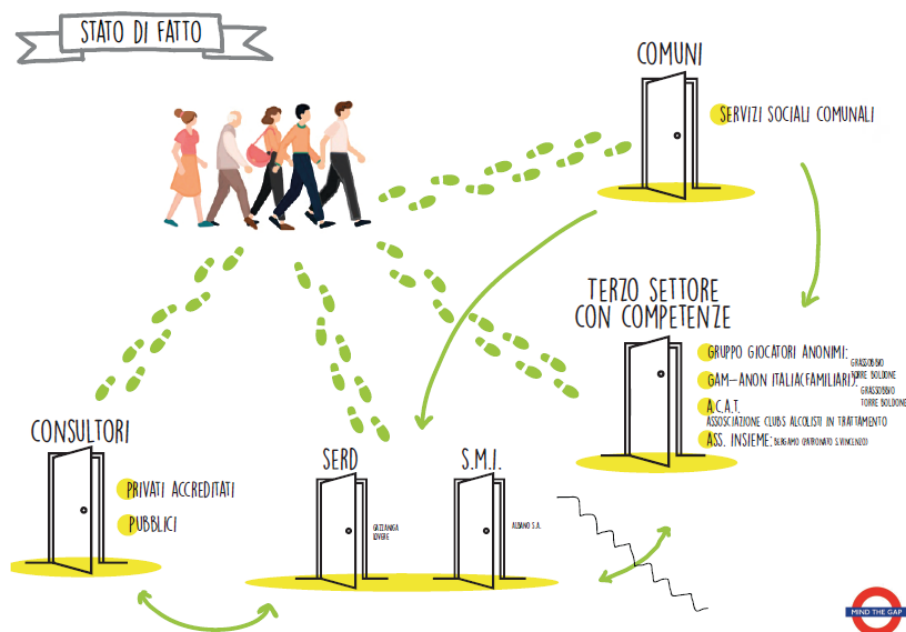 STATO DI FATTO
COMUNI
SERVIZI SOCIALI COMUNALI
TERZO SETTORE
CON COMPETENZE
GRUPPO GIOCATORI ANONIMI:
GRASSOBBIO
TORRE BOLDONE
GAM-ANON ITALIA(FAMILIARI):
GRASSOBBIO
TORRE BOLDONE
A.C.A.T.
ASSOSCIAZIONE CLUBS ALCOLISTI IN TRATTAMENTO
ASS. INSIEME: BERGAMO (PATRONATO S.VINCENZO)
CONSULTORI
PRIVATI ACCREDITATI
PUBBLICI
SERD
GAZZANIGA
LOVERE
S.M.I.
ALBANO S.A.
MIND THE GAP